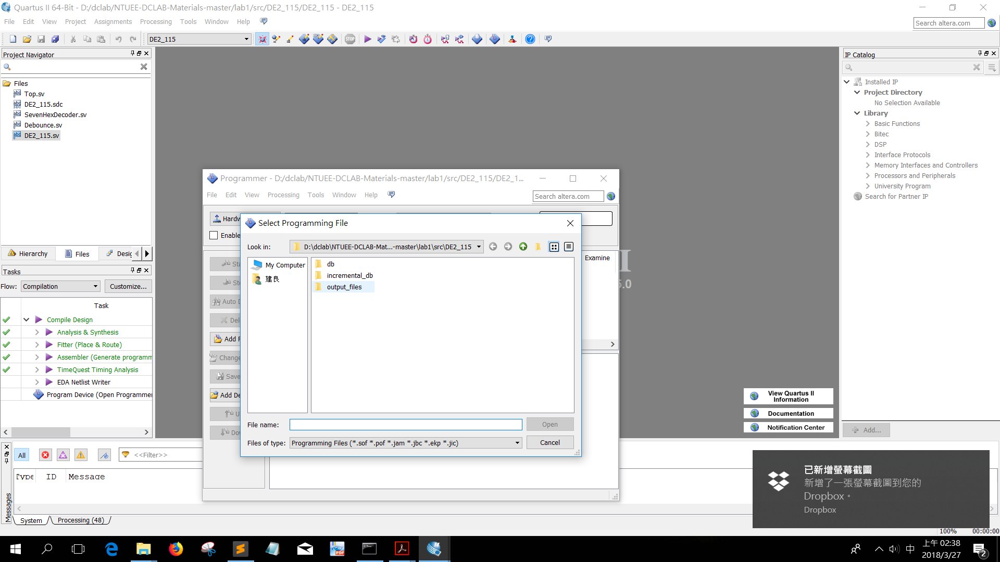 Quartus II 64-Bit - D:/dclab/NTUEE-DCLAB-Materials-master/lab1/src/DE2_115/DE2_115 - DE2_115
File Edit View Project Assignments Processing Tools Window Help
Search altera.com
DE2_115
STOP
Project Navigator
Files
Top.sv
DE2_115.sdc
SevenHexDecoder.sv
Debounce.sv
DE2_115.sv
Hierarchy
Files
Tasks
Flow: Compilation
Customize...
Task
Compile Design
Analysis & Synthesis
Fitter (Place & Route)
Assembler (Generate programm
TimeQuest Timing Analysis
EDA Netlist Writer
Program Device (Open Programmer
Programmer - D:/dclab/NTUEE-DCLAB-Materials-master/lab1/src/DE2_115/DE2_1...
File Edit View Processing Tools Window Help
Search altera.com
Enable
Auto
Add
Change
Save
Add
Examine
Select Programming File
Look in: D:\dclab\NTUEE-DCLAB-Mat...-master\lab1\src\DE2_115
My Computer
建良
db
incremental_db
output_files
File name:
Open
Files of type: Programming Files (*.sof *.pof *.jam *.jbc *.ekp *.jic)
Cancel
IP Catalog
Installed IP
Project Directory
No Selection Available
Library
Basic Functions
Bitec
DSP
Interface Protocols
Memory Interfaces and Controllers
Processors and Peripherals
University Program
Search for Partner IP
Add...
View Quartus II
Information
Documentation
Notification Center
All
<<Filter>>
Type ID Message
Messages
System
Processing (48)
已新增螢幕截圖
新增了一張螢幕截圖到您的
Dropbox。
Dropbox
100% 00:00:00
中
上午 02:38
2018/3/27
2